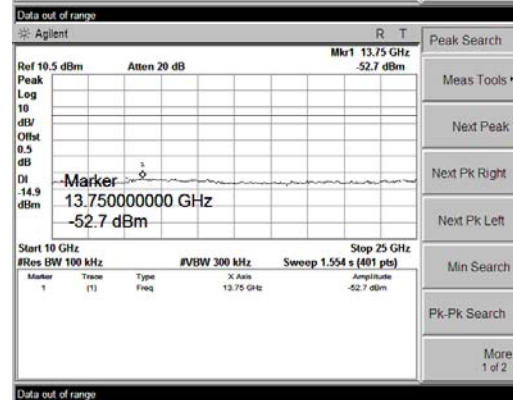 Data out of range
Agilent R T
Mkr1 13.75 GHz
Ref 10.5 dBm Atten 20 dB -52.7 dBm
Peak
Log
10
dB/
Offst
0.5
dB
DI
-14.9
dBm
1
Marker
13.750000000 GHz
-52.7 dBm
Start 10 GHz Stop 25 GHz
#Res BW 100 kHz #VBW 300 kHz Sweep 1.554 s (401 pts)
Marker Trace Type X Axis Amplitude
1 (1) Freq 13.75 GHz -52.7 dBm
Peak Search
Meas Tools
Next Peak
Next Pk Right
Next Pk Left
Min Search
Pk-Pk Search
More
1 of 2
Data out of range